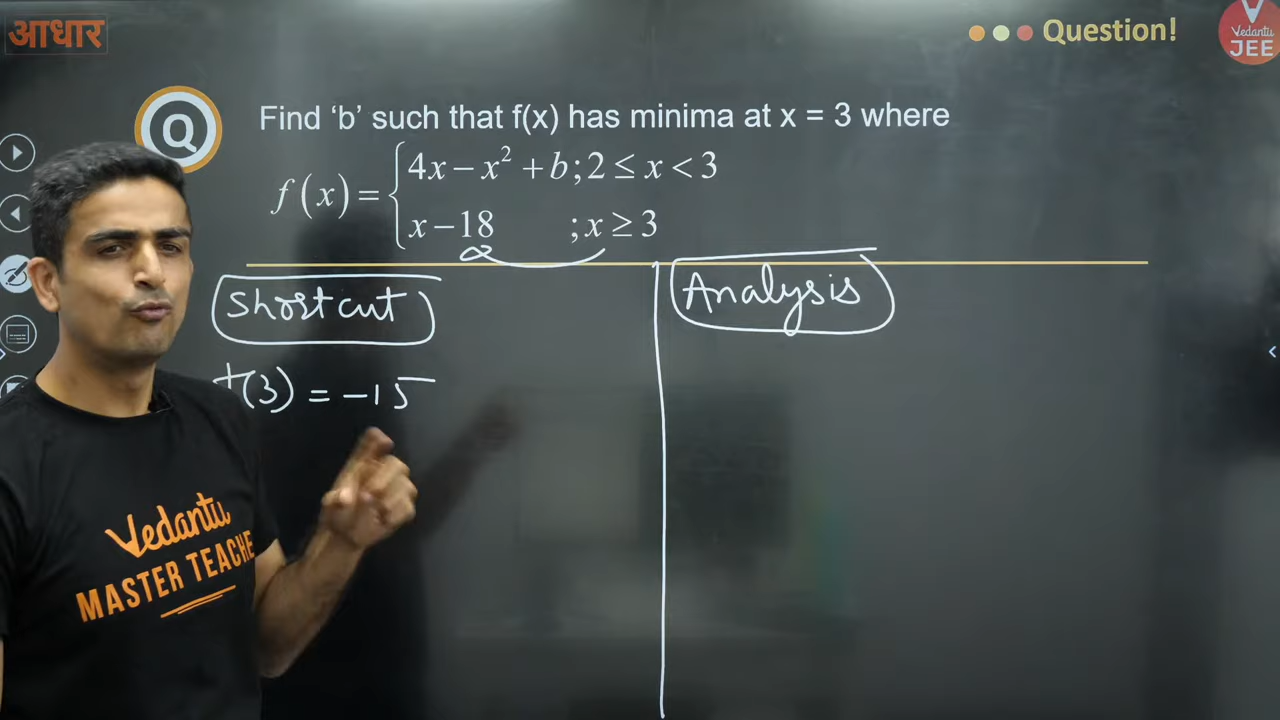 आधार
Question!
Vedantu
JEE
Q
Find ‘b’ such that f(x) has minima at x = 3 where
f(x) = { 4x − x² + b ; 2 ≤ x < 3
x − 18 ; x ≥ 3
Shortcut
Analysis
f(3) = −15
Vedantu
MASTER TEACHE